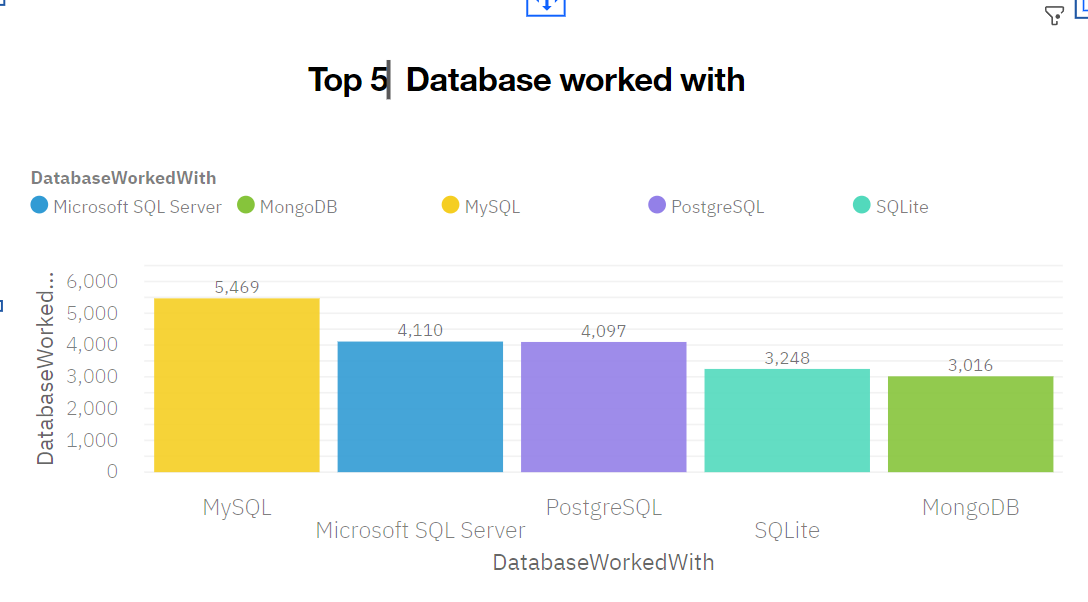 Top 5 Database worked with
DatabaseWorkedWith
Microsoft SQL Server MongoDB MySQL PostgreSQL SQLite
DatabaseWorked...
6,000
5,000
4,000
3,000
2,000
1,000
0
5,469
4,110
4,097
3,248
3,016
MySQL
Microsoft SQL Server
PostgreSQL
SQLite
MongoDB
DatabaseWorkedWith